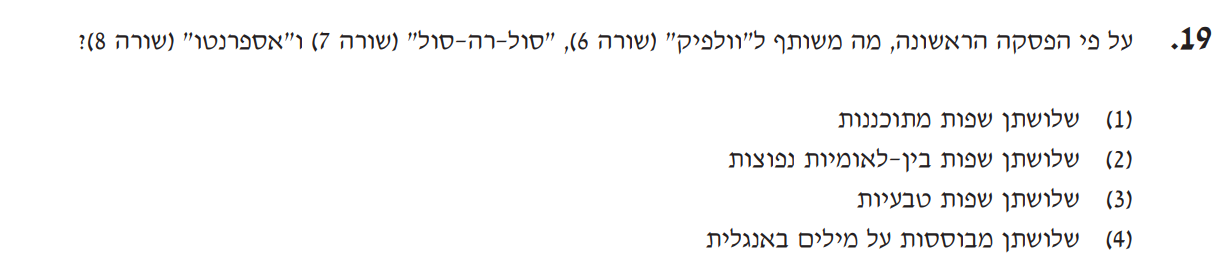 19. על פי הפסקה הראשונה, מה משותף ל"וולפיק" (שורה 6), "סול-רה-סול" (שורה 7) ו"אספרנטו" (שורה 8)?
(1) שלושתן שפות מתוכננות
(2) שלושתן שפות בין-לאומיות נפוצות
(3) שלושתן שפות טבעיות
(4) שלושתן מבוססות על מילים באנגלית